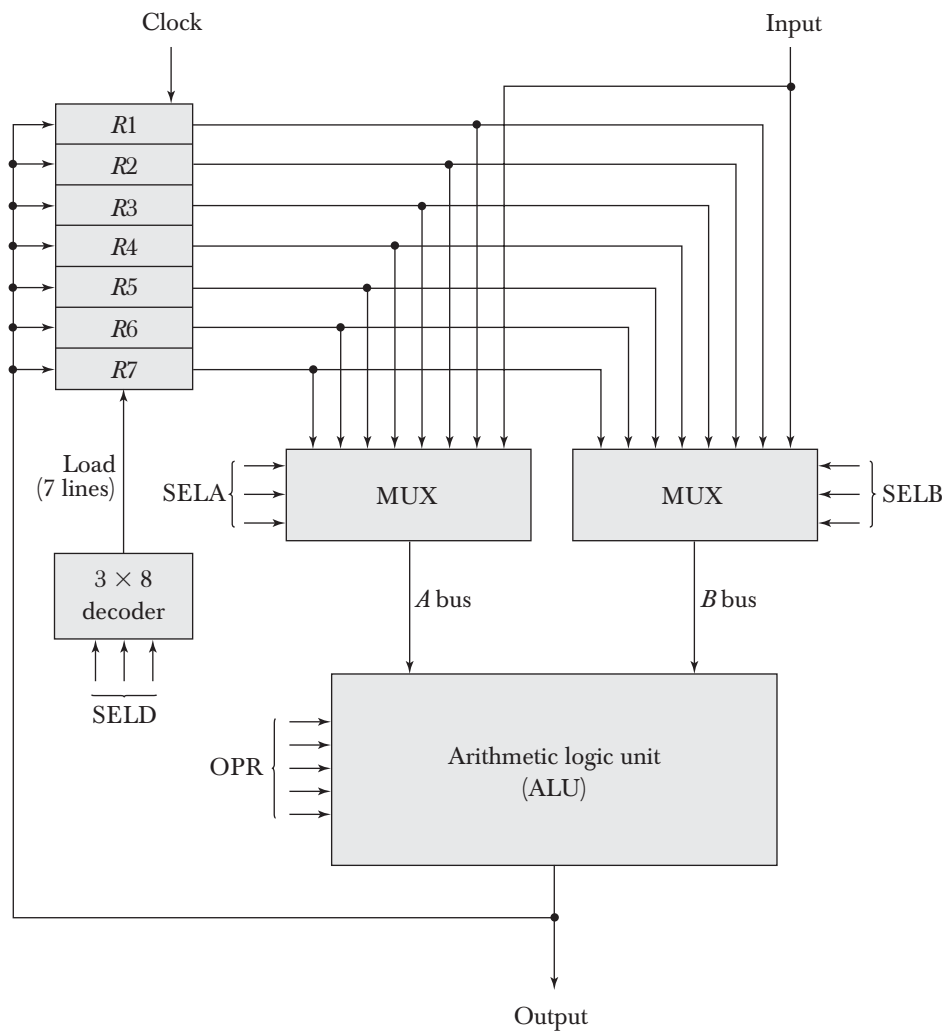 Clock
Input
R1
R2
R3
R4
R5
R6
R7
Load
(7 lines)
SELA
MUX
MUX
SELB
3 × 8
decoder
A bus
B bus
SELD
OPR
Arithmetic logic unit
(ALU)
Output